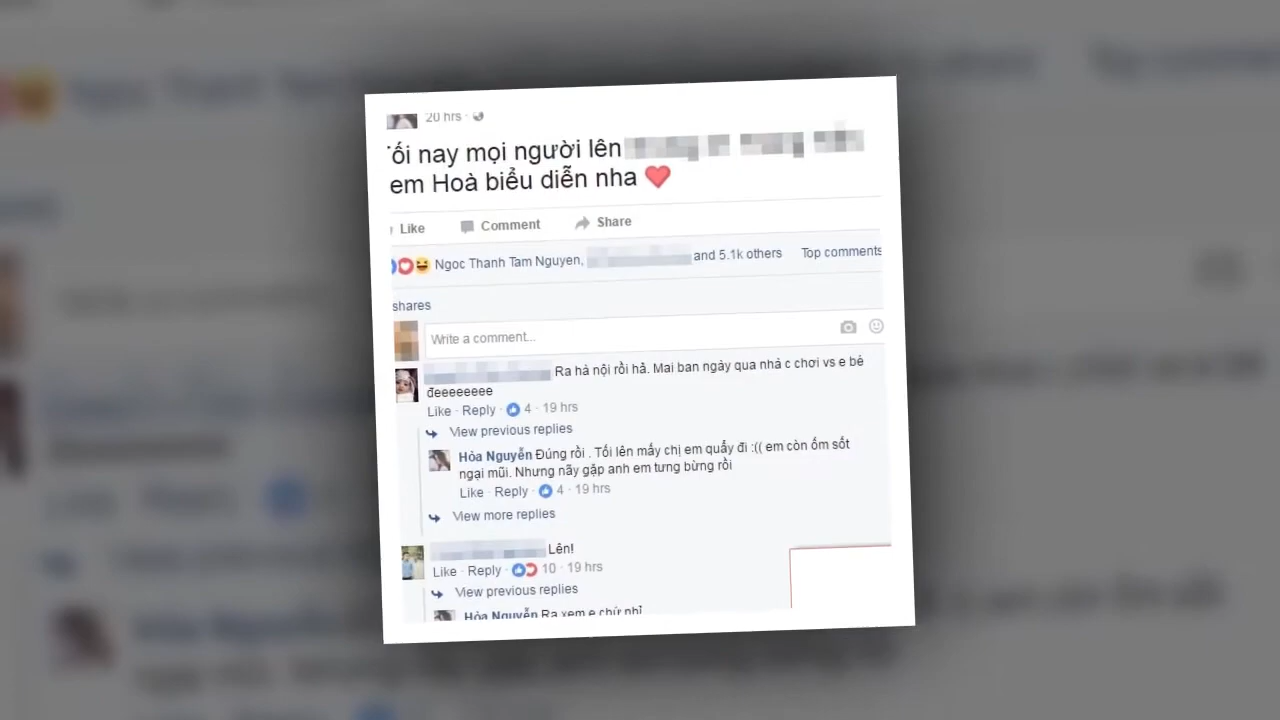 20 hrs ·
ối nay mọi người lên
em Hoà biểu diễn nha
Like Comment Share
Ngoc Thanh Tam Nguyen, and 5.1k others Top comments
shares
Write a comment...
Ra hà nội rồi hả. Mai ban ngày qua nhà c chơi vs e bé
đeeeeeeee
Like · Reply · 4 · 19 hrs
View previous replies
Hòa Nguyễn Đúng rồi . Tối lên mấy chị em quẩy đi :(( em còn ốm sốt
ngại mũi. Nhưng nãy gặp anh em tưng bừng rồi
Like · Reply · 4 · 19 hrs
View more replies
Lên!
Like · Reply · 10 · 19 hrs
View previous replies
Hòa Nguyễn Ra xem e chứ nhỉ